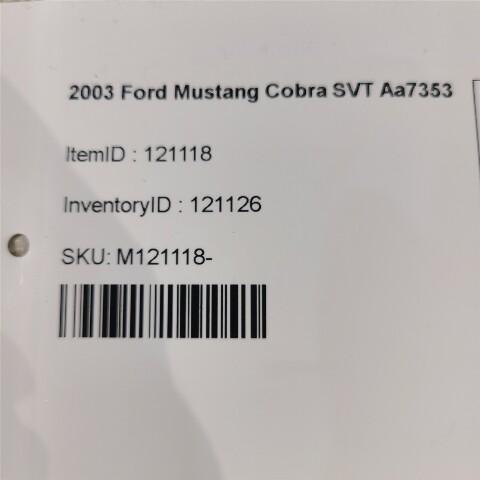 2003 Ford Mustang Cobra SVT Aa7353
ItemID : 121118
InventoryID : 121126
SKU: M121118-